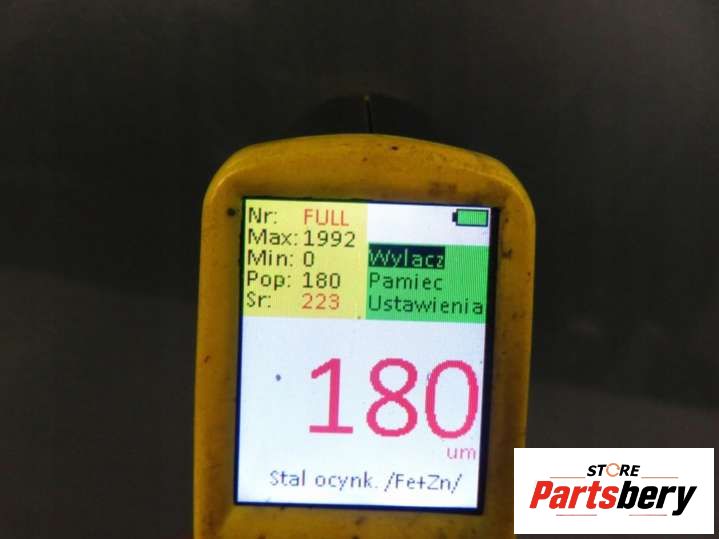 Nr: FULL
Max: 1992
Min: 0
Pop: 180
Sr: 223
Wylacz
Pamiec
Ustawienia
180
um
Stal ocynk. /Fe+Zn/
STORE
Partsbery